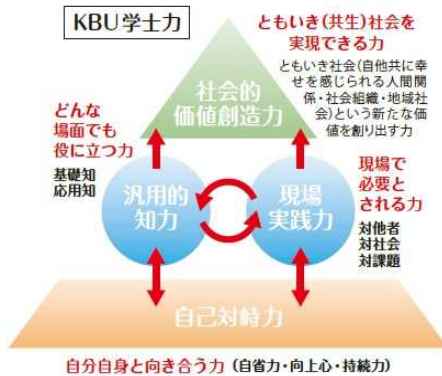 KBU学士力
ともいき(共生)社会を
実現できる力
ともいき社会(自他共に幸
せを感じられる人間関
係・社会組織・地域社
会)という新たな価
値を創り出す力
社会的
価値創造力
どんな
場面でも
役に立つ力
基礎知
応用知
汎用的
知力
現場
実践力
現場で
必要と
される力
対他者
対社会
対課題
自己対峙力
自分自身と向き合う力 (自省力・向上心・持続力)